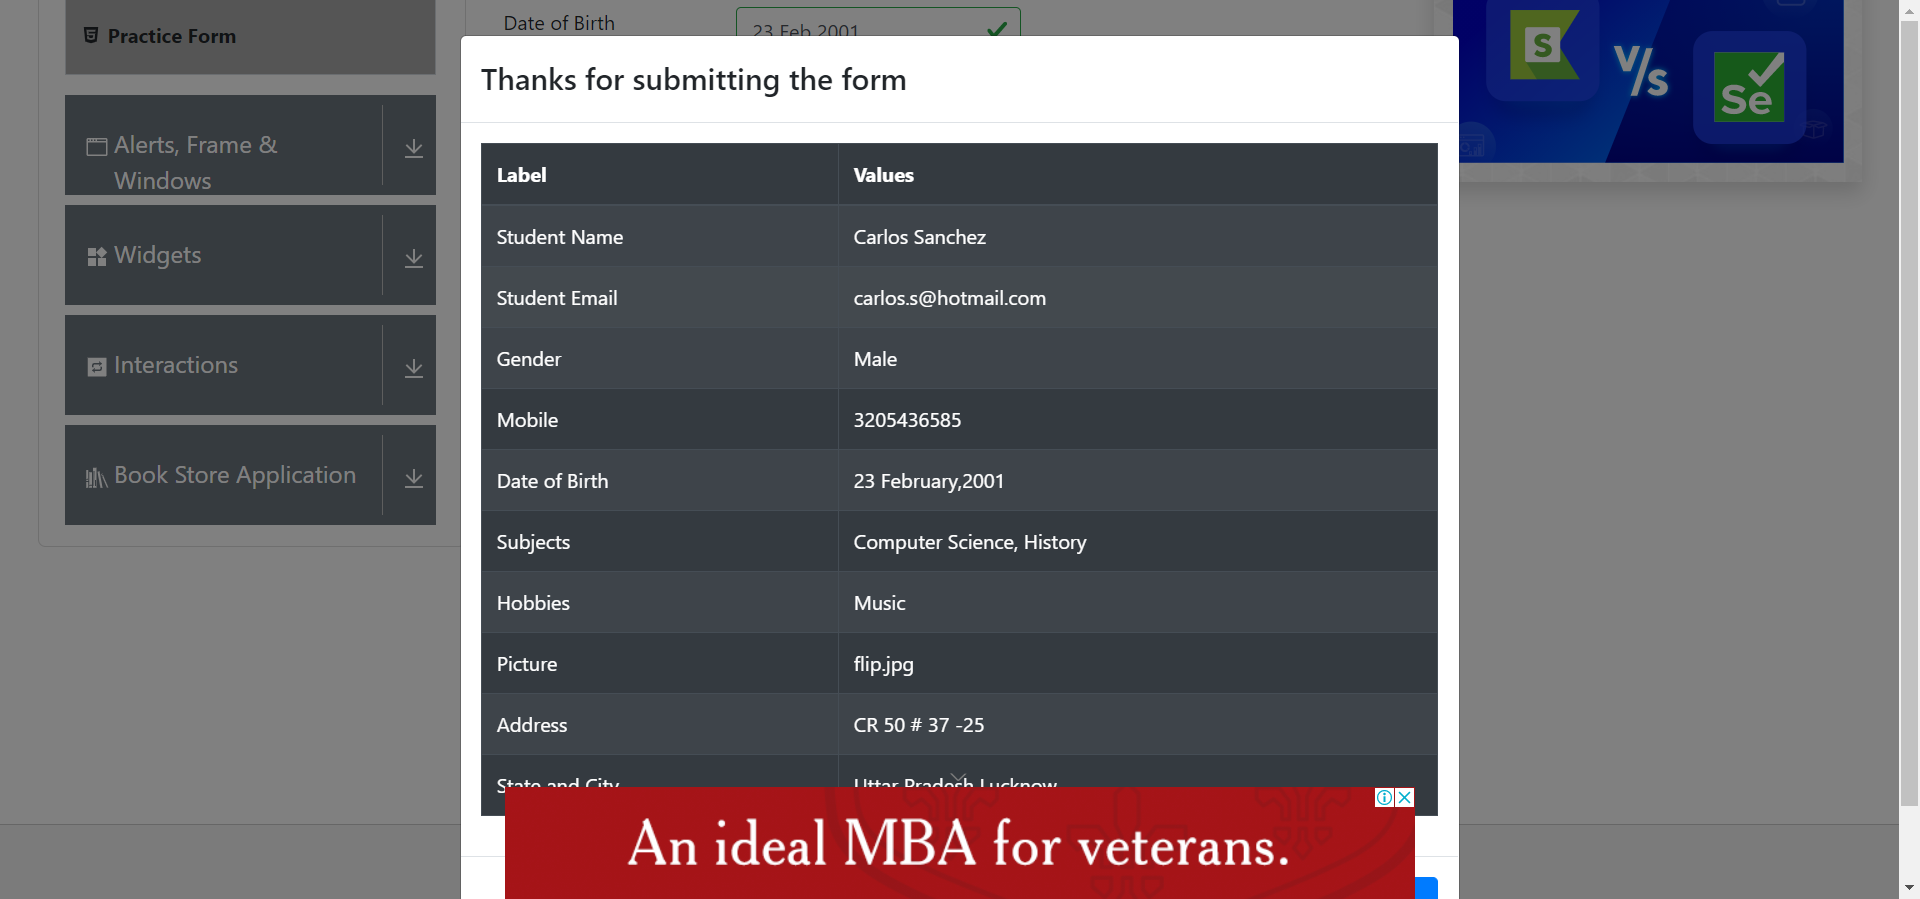 Practice Form
Alerts, Frame &
Windows
Widgets
Interactions
Book Store Application
Date of Birth
23 Feb 2001
Thanks for submitting the form
Label Values
Student Name Carlos Sanchez
Student Email carlos.s@hotmail.com
Gender Male
Mobile 3205436585
Date of Birth 23 February,2001
Subjects Computer Science, History
Hobbies Music
Picture flip.jpg
Address CR 50 # 37 -25
State and City Uttar Pradesh Lucknow
An ideal MBA for veterans.
S
V/s
Se